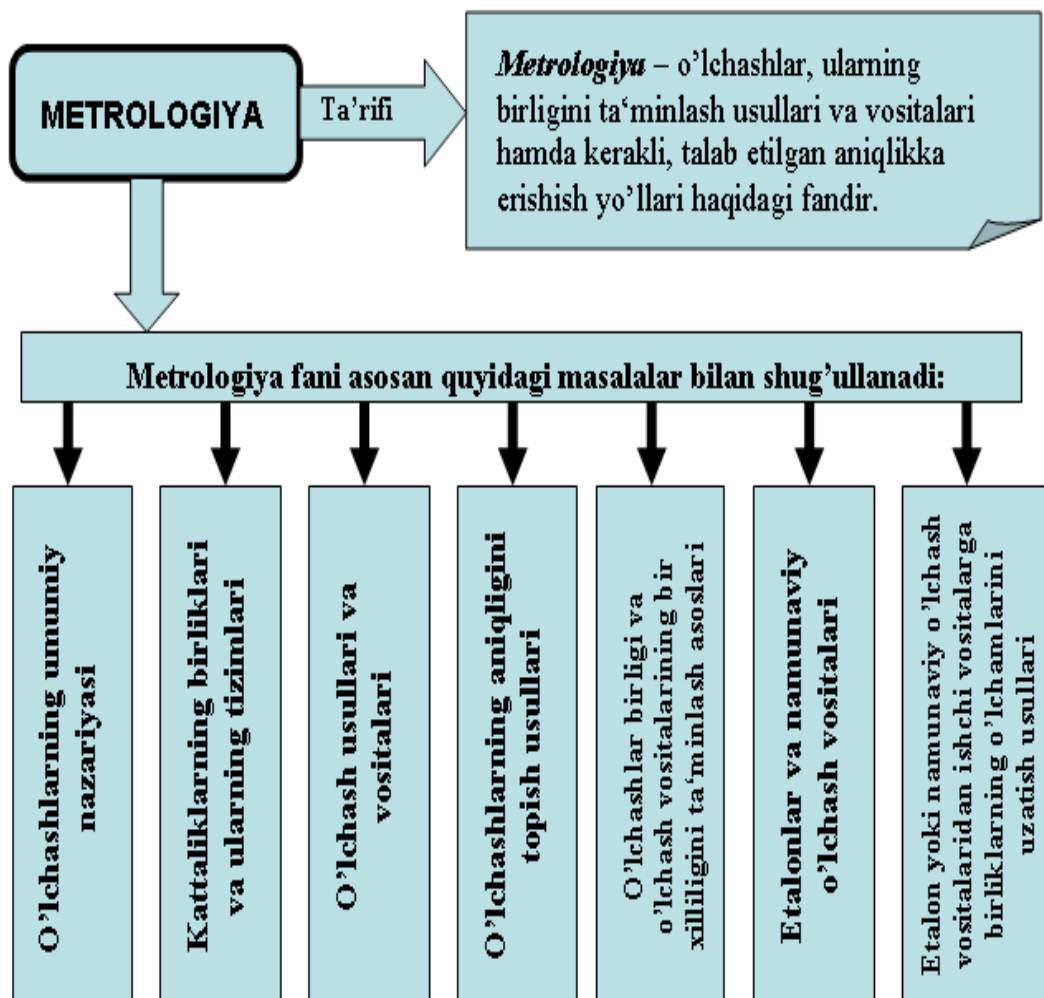 METROLOGIYA
Ta'rifi
Metrologiya – o’lchashlar, ularning
birligini ta‘minlash usullari va vositalari
hamda kerakli, talab etilgan aniqlikka
erishish yo’llari haqidagi fandir.
Metrologiya fani asosan quyidagi masalalar bilan shug’ullanadi:
O’lchashlarning umumiy
nazariyasi
Kattaliklarning birliklari
va ularning tizimlari
O’lchash usullari va
vositalari
O’lchashlarning aniqligini
topish usullari
O’lchashlar birligi va
o’lchash vositalarining bir
xilliligini ta‘minlash asoslari
Etalonlar va namunaviy
o’lchash vositalari
Etalon yoki namunaviy o’lchash
vositalaridan ishchi vositalarga
birliklarning o’lchamlarini
uzatish usullari